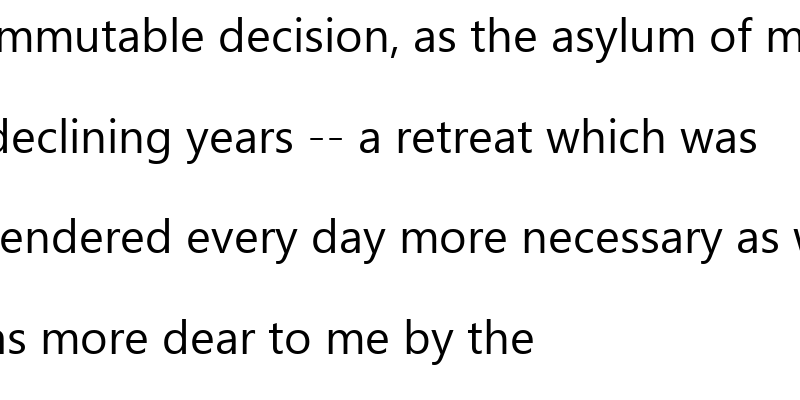 mmutable decision, as the asylum of m
declining years -- a retreat which was
endered every day more necessary as w
as more dear to me by the